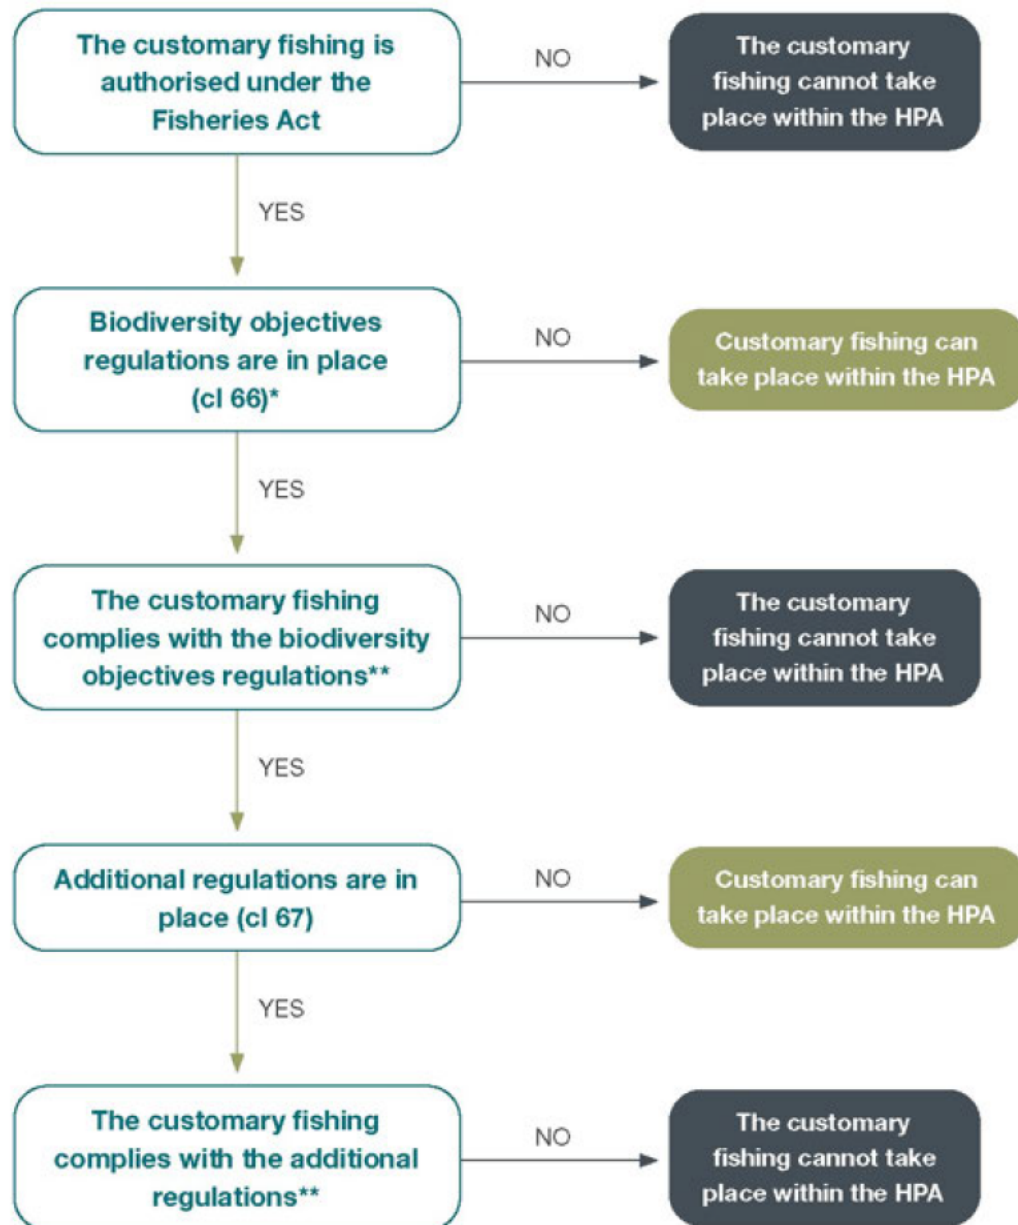 The customary fishing is
authorised under the
Fisheries Act
NO
The customary
fishing cannot take
place within the HPA
YES
Biodiversity objectives
regulations are in place
(cl 66)*
NO
Customary fishing can
take place within the HPA
YES
The customary fishing
complies with the biodiversity
objectives regulations**
NO
The customary
fishing cannot take
place within the HPA
YES
Additional regulations are in
place (cl 67)
NO
Customary fishing can
take place within the HPA
YES
The customary fishing
complies with the additional
regulations**
NO
The customary
fishing cannot take
place within the HPA